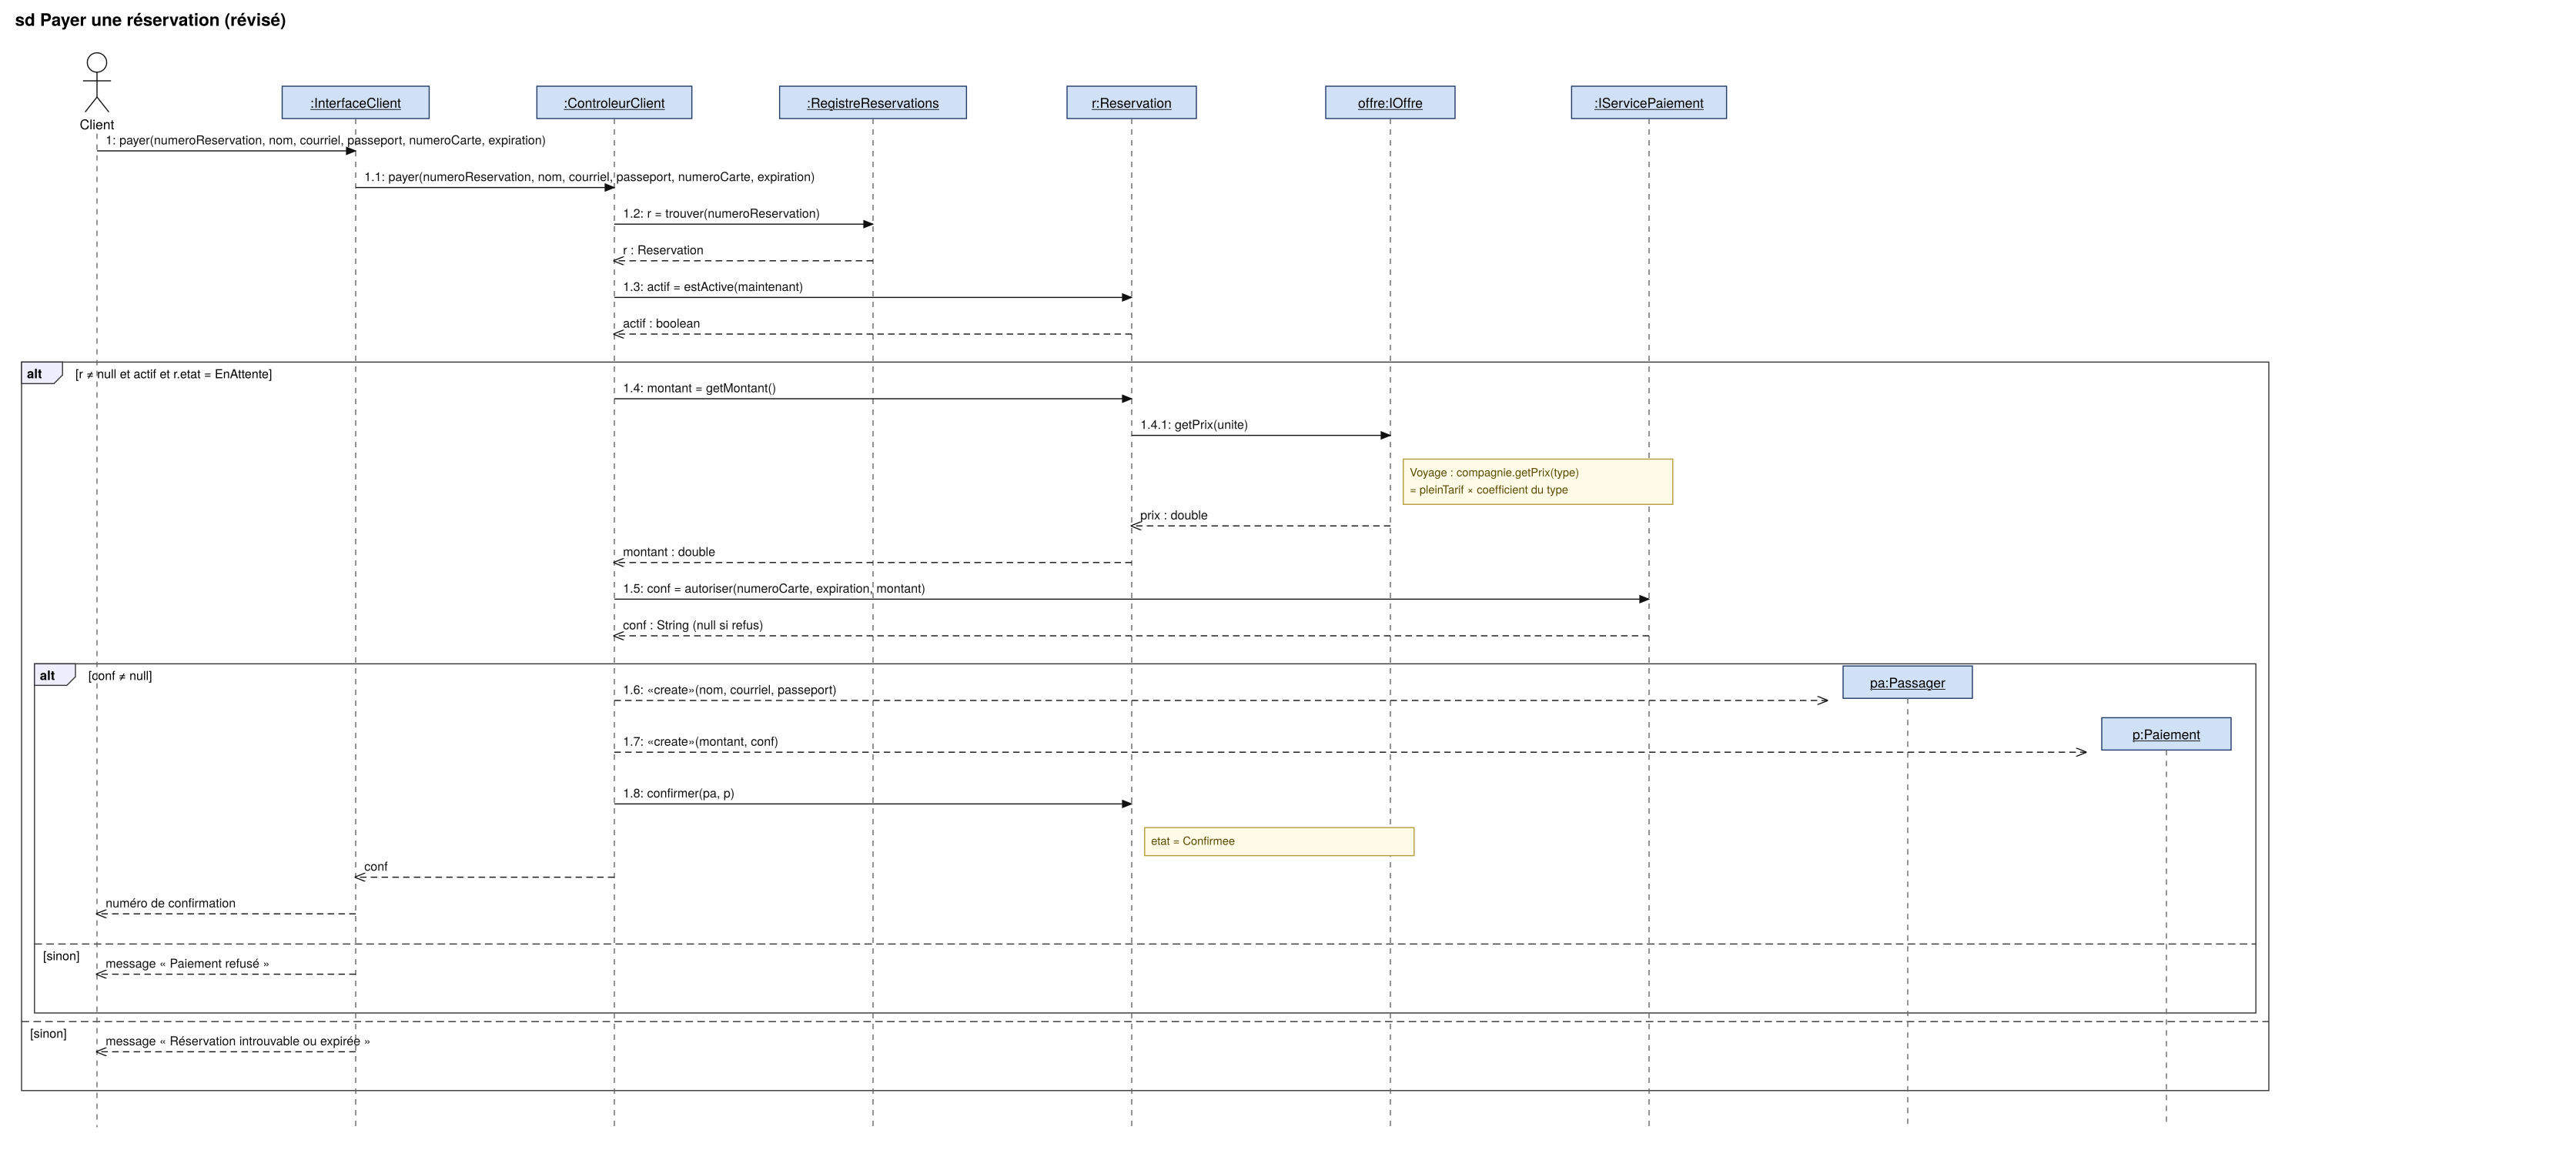 sd Payer une réservation (révisé)
Client
:InterfaceClient
:ControleurClient
:RegistreReservations
r:Reservation
offre:IOffre
:IServicePaiement
1: payer(numeroReservation, nom, courriel, passeport, numeroCarte, expiration)
1.1: payer(numeroReservation, nom, courriel, passeport, numeroCarte, expiration)
1.2: r = trouver(numeroReservation)
r : Reservation
1.3: actif = estActive(maintenant)
actif : boolean
alt
[r ≠ null et actif et r.etat = EnAttente]
1.4: montant = getMontant()
1.4.1: getPrix(unite)
Voyage : compagnie.getPrix(type)
= pleinTarif × coefficient du type
prix : double
montant : double
1.5: conf = autoriser(numeroCarte, expiration, montant)
conf : String (null si refus)
alt
[conf ≠ null]
1.6: «create»(nom, courriel, passeport)
pa:Passager
1.7: «create»(montant, conf)
p:Paiement
1.8: confirmer(pa, p)
etat = Confirmee
conf
numéro de confirmation
[sinon]
message « Paiement refusé »
[sinon]
message « Réservation introuvable ou expirée »